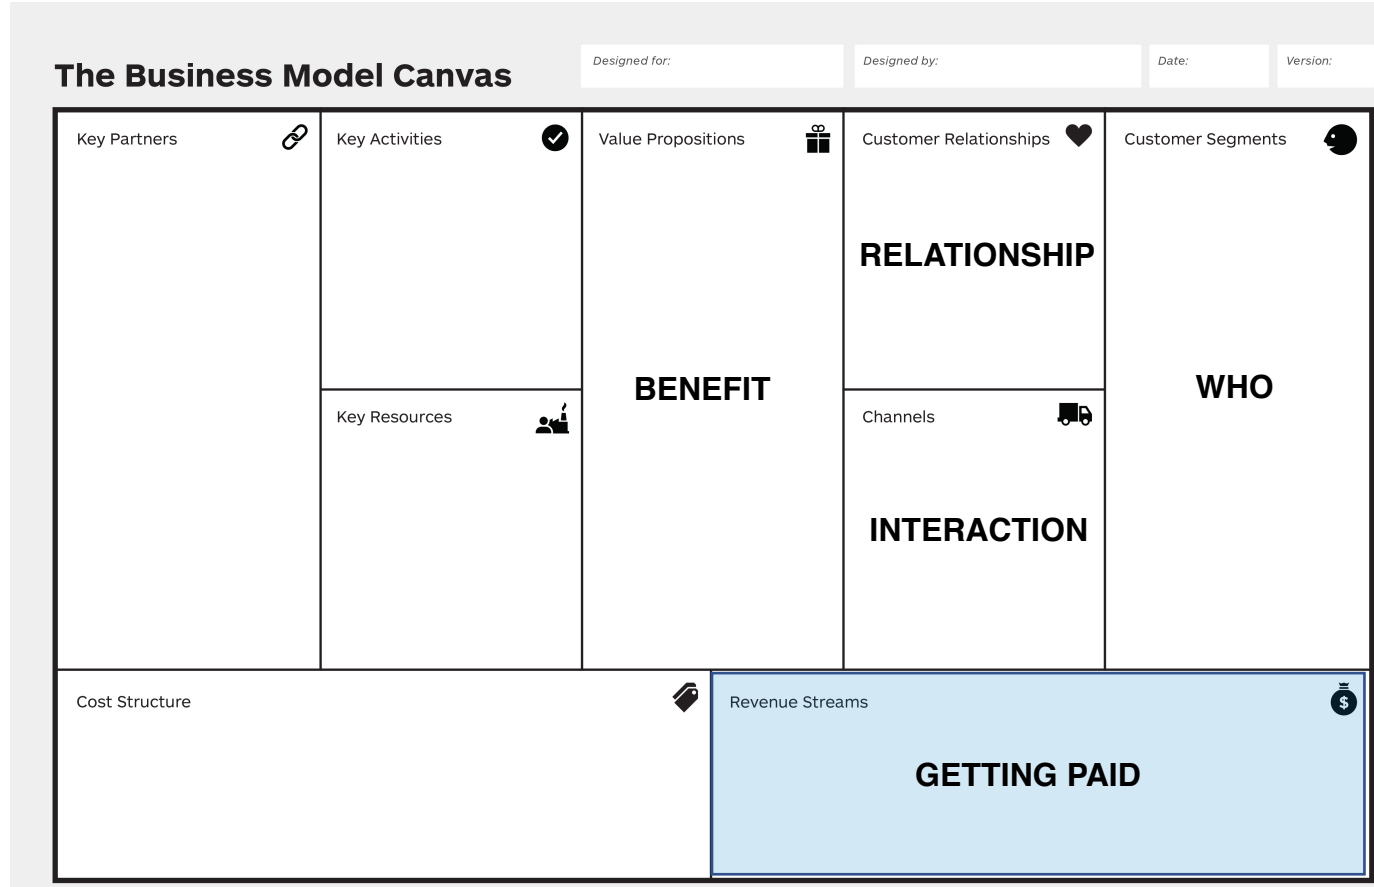 The Business Model Canvas
Designed for:
Designed by:
Date:
Version:
Key Partners
Key Activities
Value Propositions
Customer Relationships
Customer Segments
RELATIONSHIP
BENEFIT
WHO
Key Resources
Channels
INTERACTION
Cost Structure
Revenue Streams
$
GETTING PAID